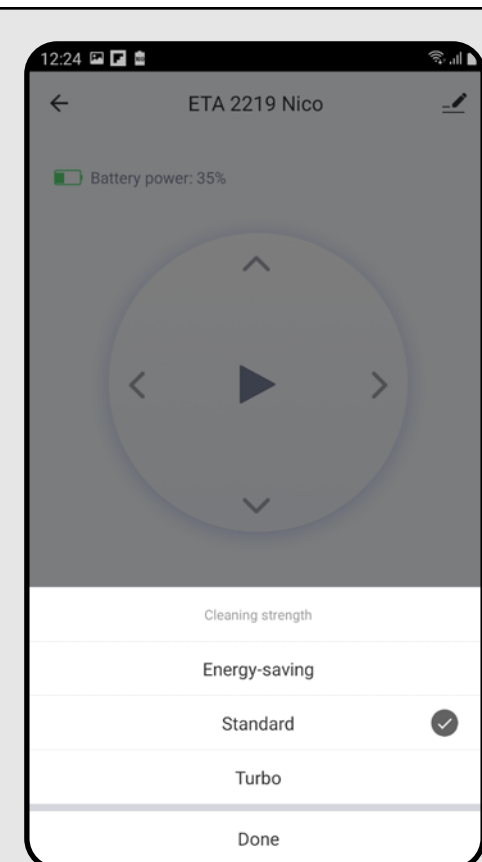 12:24
ETA 2219 Nico
Battery power: 35%
Cleaning strength
Energy-saving
Standard
Turbo
Done